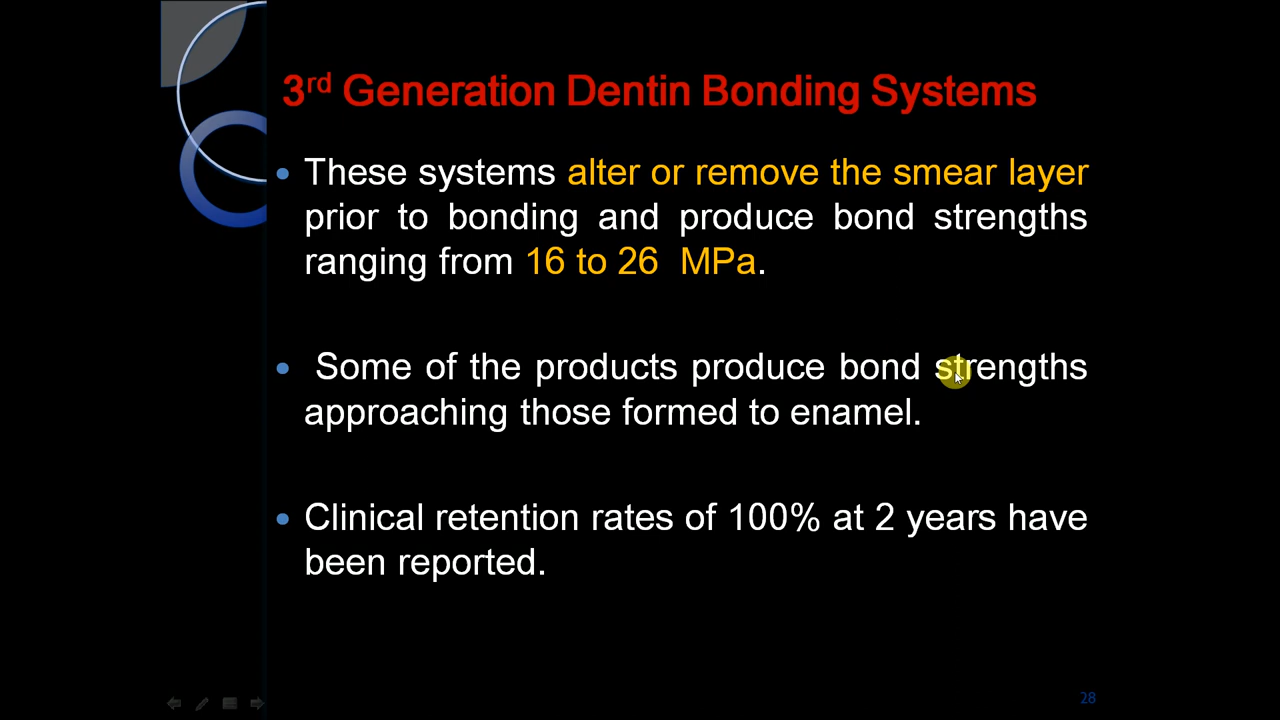 3rd Generation Dentin Bonding Systems
• These systems alter or remove the smear layer
prior to bonding and produce bond strengths
ranging from 16 to 26 MPa.
• Some of the products produce bond strengths
approaching those formed to enamel.
• Clinical retention rates of 100% at 2 years have
been reported.
28